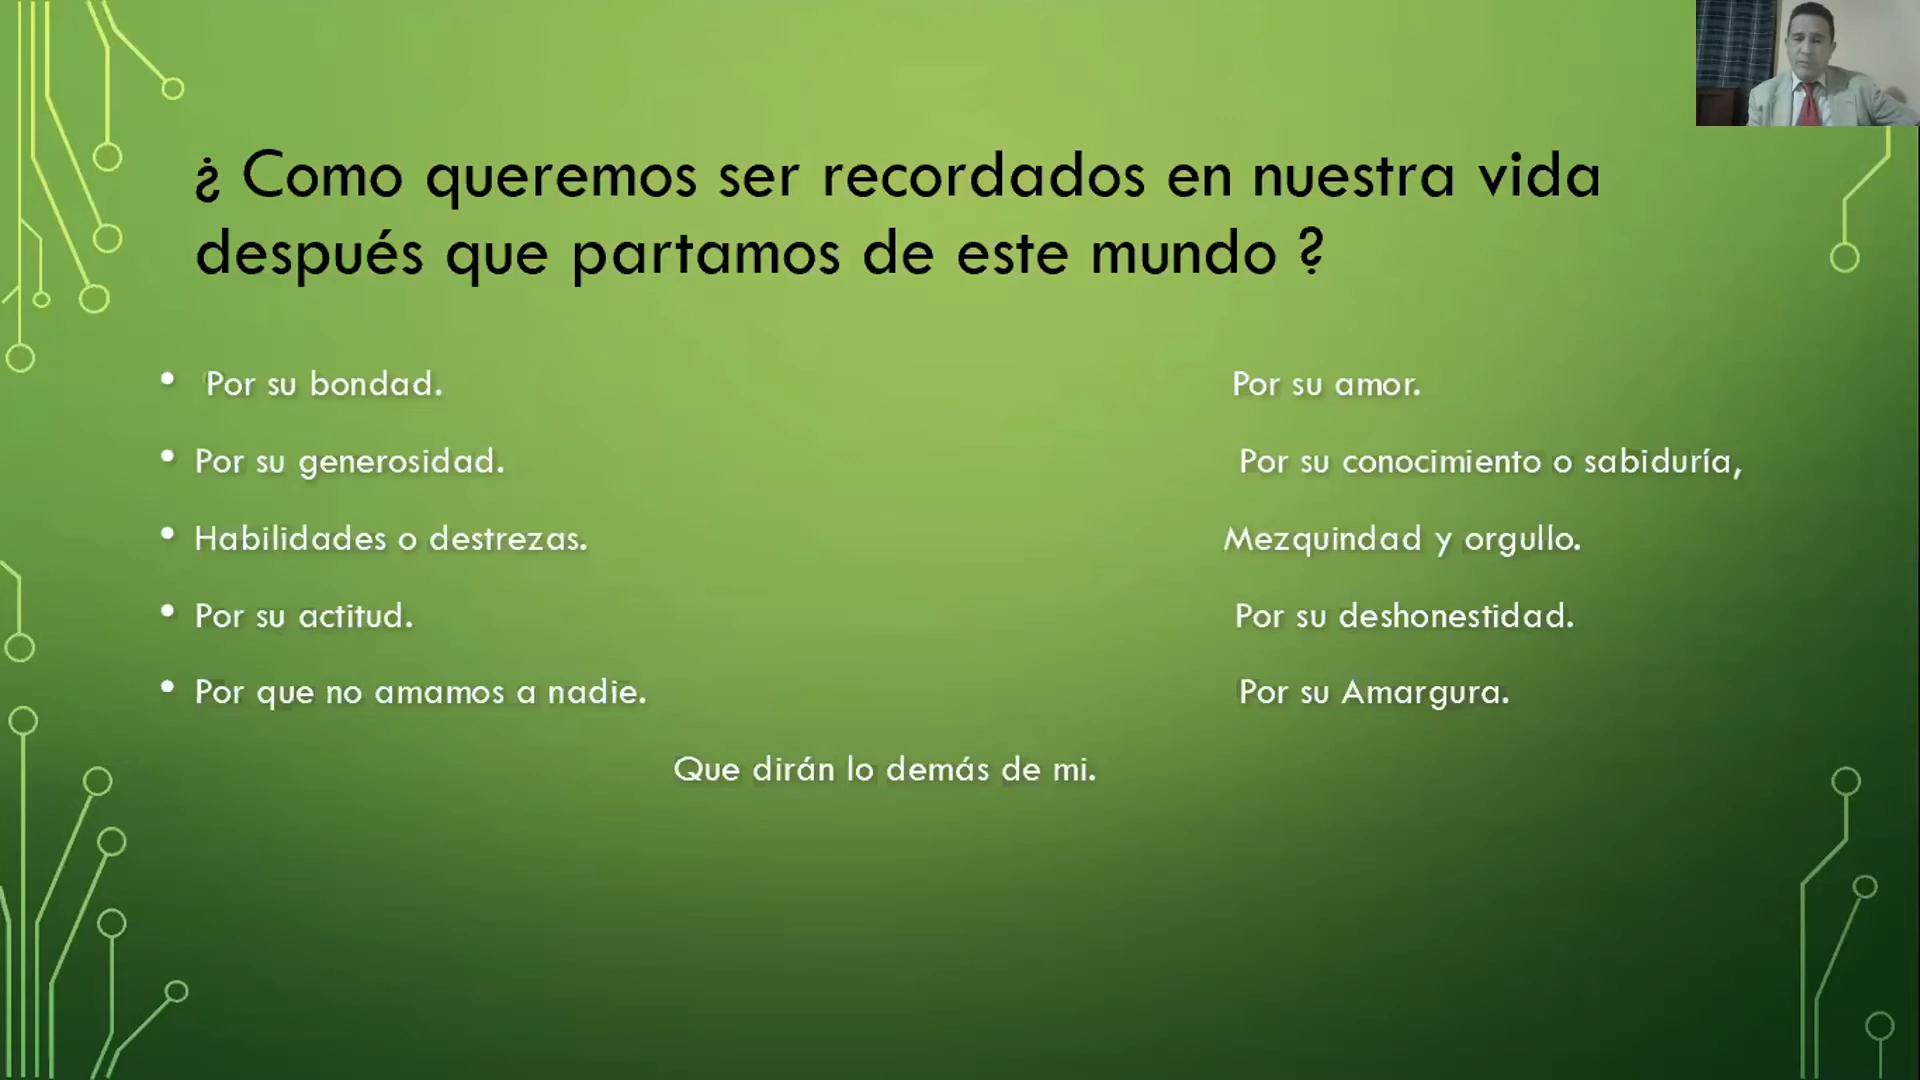 ¿ Como queremos ser recordados en nuestra vida
después que partamos de este mundo ?
• Por su bondad. Por su amor.
• Por su generosidad. Por su conocimiento o sabiduría,
• Habilidades o destrezas. Mezquindad y orgullo.
• Por su actitud. Por su deshonestidad.
• Por que no amamos a nadie. Por su Amargura.
Que dirán lo demás de mi.